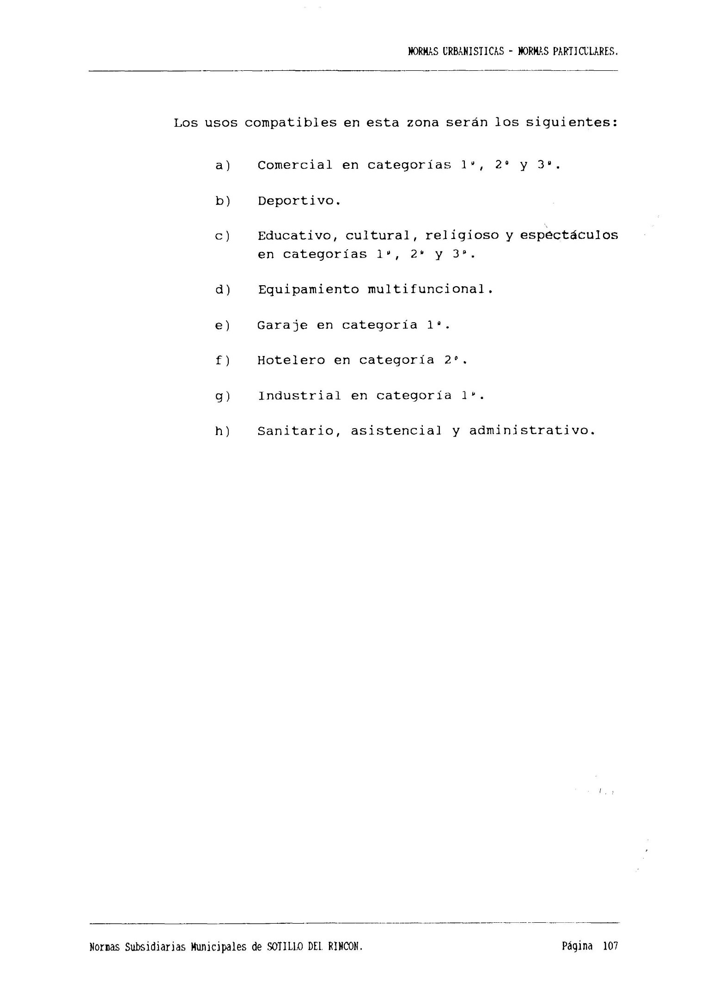 NORMAS URBANISTICAS - NORMAS PARTICULARES.
Los usos compatibles en esta zona serán los siguientes:
a) Comercial en categorías 1ª, 2ª y 3ª.
b) Deportivo.
c) Educativo, cultural, religioso y espectáculos
en categorías 1ª, 2ª y 3ª.
d) Equipamiento multifuncional.
e) Garaje en categoría 1ª.
f) Hotelero en categoría 2ª.
g) Industrial en categoría 1ª.
h) Sanitario, asistencial y administrativo.
Normas Subsidiarias Municipales de SOTILLO DEL RINCON. Página 107